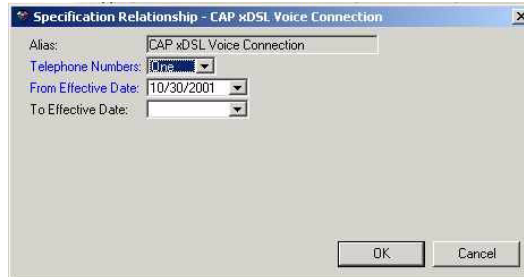 Specification Relationship - CAP xDSL Voice Connection
Alias: CAP xDSL Voice Connection
Telephone Numbers: One
From Effective Date: 10/30/2001
To Effective Date:
OK Cancel